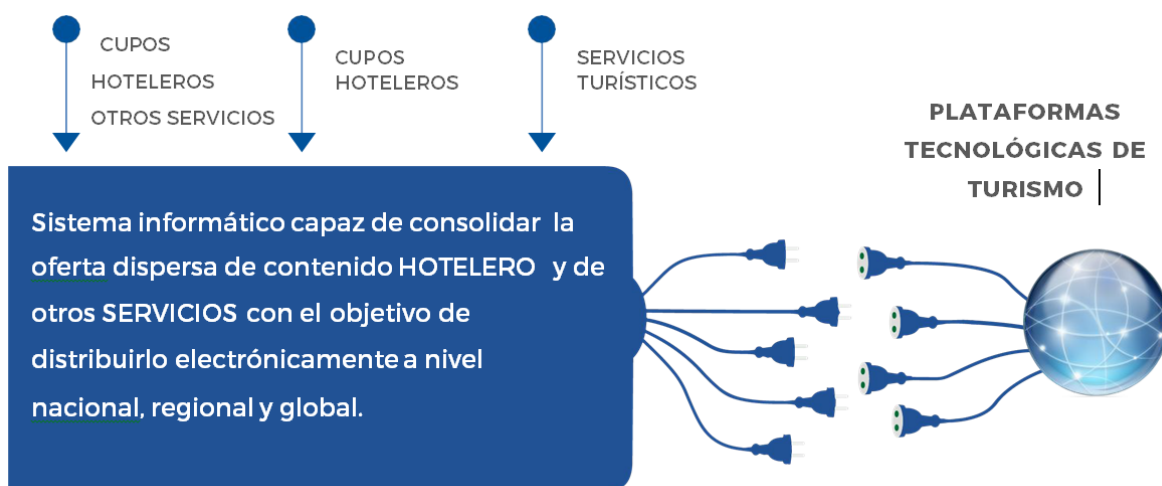 CUPOS
HOTELEROS
OTROS SERVICIOS
CUPOS
HOTELEROS
SERVICIOS
TURÍSTICOS
PLATAFORMAS
TECNOLÓGICAS DE
TURISMO
Sistema informático capaz de consolidar la
oferta dispersa de contenido HOTELERO y de
otros SERVICIOS con el objetivo de
distribuirlo electrónicamente a nivel
nacional, regional y global.